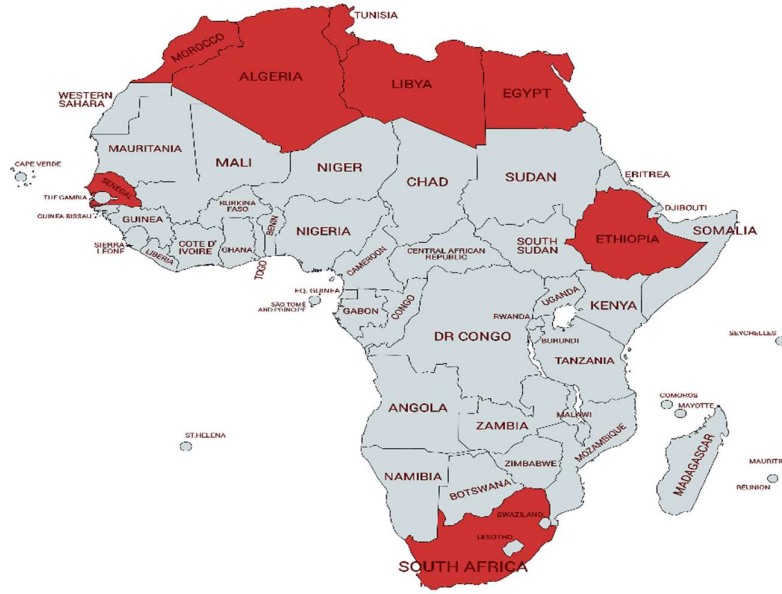 TUNISIA
MOROCCO
ALGERIA
LIBYA
EGYPT
WESTERN
SAHARA
MAURITANIA
MALI
NIGER
CHAD
SUDAN
ERITREA
CAPE VERDE
SENEGAL
THE GAMBIA
GUINEA BISSAU
GUINEA
BURKINA
FASO
BENIN
NIGERIA
DJIBOUTI
SOMALIA
ETHIOPIA
SIERRA
LEONE
LIBERIA
COTE D'
IVOIRE
GHANA
TOGO
CAMEROON
CENTRAL AFRICAN
REPUBLIC
SOUTH
SUDAN
EQ. GUINEA
SÃO TOMÉ
AND PRÍNCIPE
GABON
CONGO
DR CONGO
UGANDA
KENYA
RWANDA
BURUNDI
TANZANIA
SEYCHELLES
COMOROS
MAYOTTE
ANGOLA
ZAMBIA
MALAWI
MOZAMBIQUE
ST.HELENA
NAMIBIA
BOTSWANA
ZIMBABWE
MADAGASCAR
MAURITI
RÉUNION
SWAZILAND
LESOTHO
SOUTH AFRICA